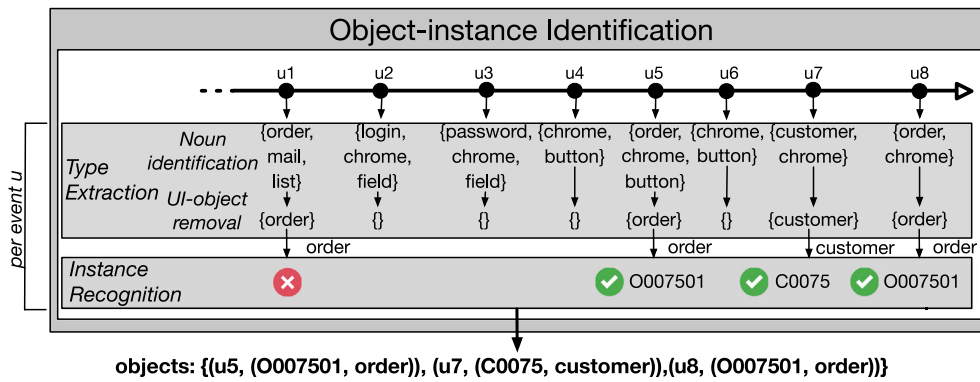 Object-instance Identification
u1 u2 u3 u4 u5 u6 u7 u8
per event u
Type
Extraction
Noun
identification
UI-object
removal
{order,
mail,
list}
{login,
chrome,
field}
{password,
chrome,
field}
{chrome,
button}
{order,
chrome,
button}
{chrome,
button}
{customer,
chrome}
{order,
chrome}
{order} {} {} {} {order} {} {customer} {order}
order order customer order
Instance
Recognition
O007501 C0075 O007501
objects: {(u5, (O007501, order)), (u7, (C0075, customer)),(u8, (O007501, order))}